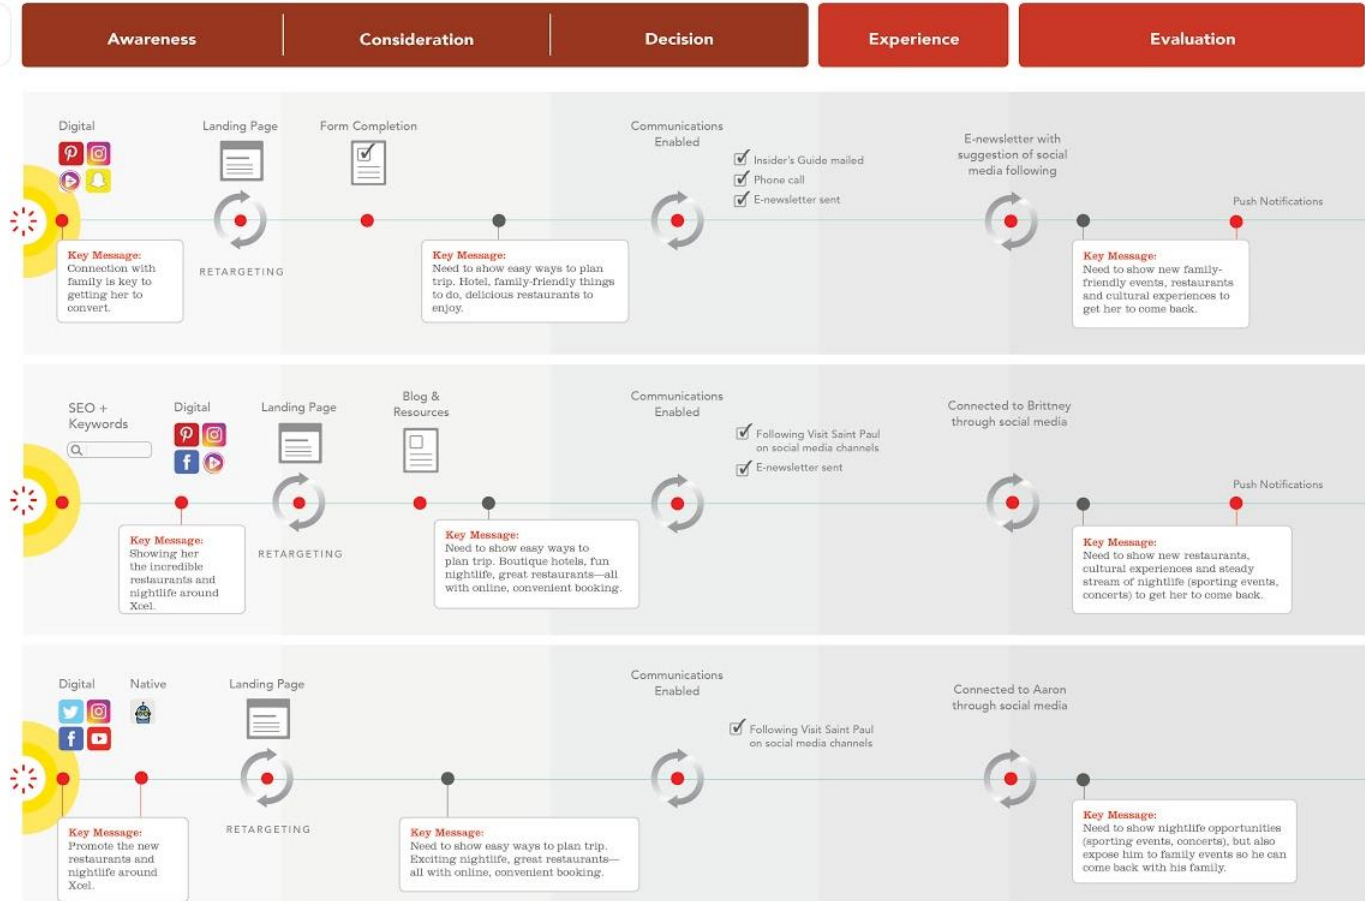 Awareness
Consideration
Decision
Experience
Evaluation
Digital
Landing Page
Form Completion
Communications
Enabled
Insider's Guide mailed
Phone call
E-newsletter sent
E-newsletter with
suggestion of social
media following
Push Notifications
RETARGETING
Key Message:
Connection with
family is key to
getting her to
convert.
Key Message:
Need to show easy ways to plan
trip. Hotel, family-friendly things
to do, delicious restaurants to
enjoy.
Key Message:
Need to show new family-
friendly events, restaurants
and cultural experiences to
get her to come back.
SEO +
Keywords
Digital
Landing Page
Blog &
Resources
Communications
Enabled
Following Visit Saint Paul
on social media channels
E-newsletter sent
Connected to Brittney
through social media
Push Notifications
RETARGETING
Key Message:
Showing her
the incredible
restaurants and
nightlife around
Xcel.
Key Message:
Need to show easy ways to
plan trip. Boutique hotels, fun
nightlife, great restaurants—all
with online, convenient booking.
Key Message:
Need to show new restaurants,
cultural experiences and steady
stream of nightlife (sporting events,
concerts) to get her to come back.
Digital
Native
Landing Page
Communications
Enabled
Following Visit Saint Paul
on social media channels
Connected to Aaron
through social media
RETARGETING
Key Message:
Promote the new
restaurants and
nightlife around
Xcel.
Key Message:
Need to show easy ways to plan trip.
Exciting nightlife, great restaurants—
all with online, convenient booking.
Key Message:
Need to show nightlife opportunities
(sporting events, concerts), but also
expose him to family events so he can
come back with his family.